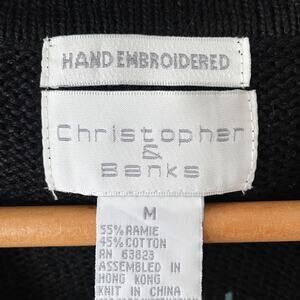 HAND EMBROIDERED
Christopher
&
Banks
M
55% RAMIE
45% COTTON
RN 63823
ASSEMBLED IN
HONG KONG
KNIT IN CHINA